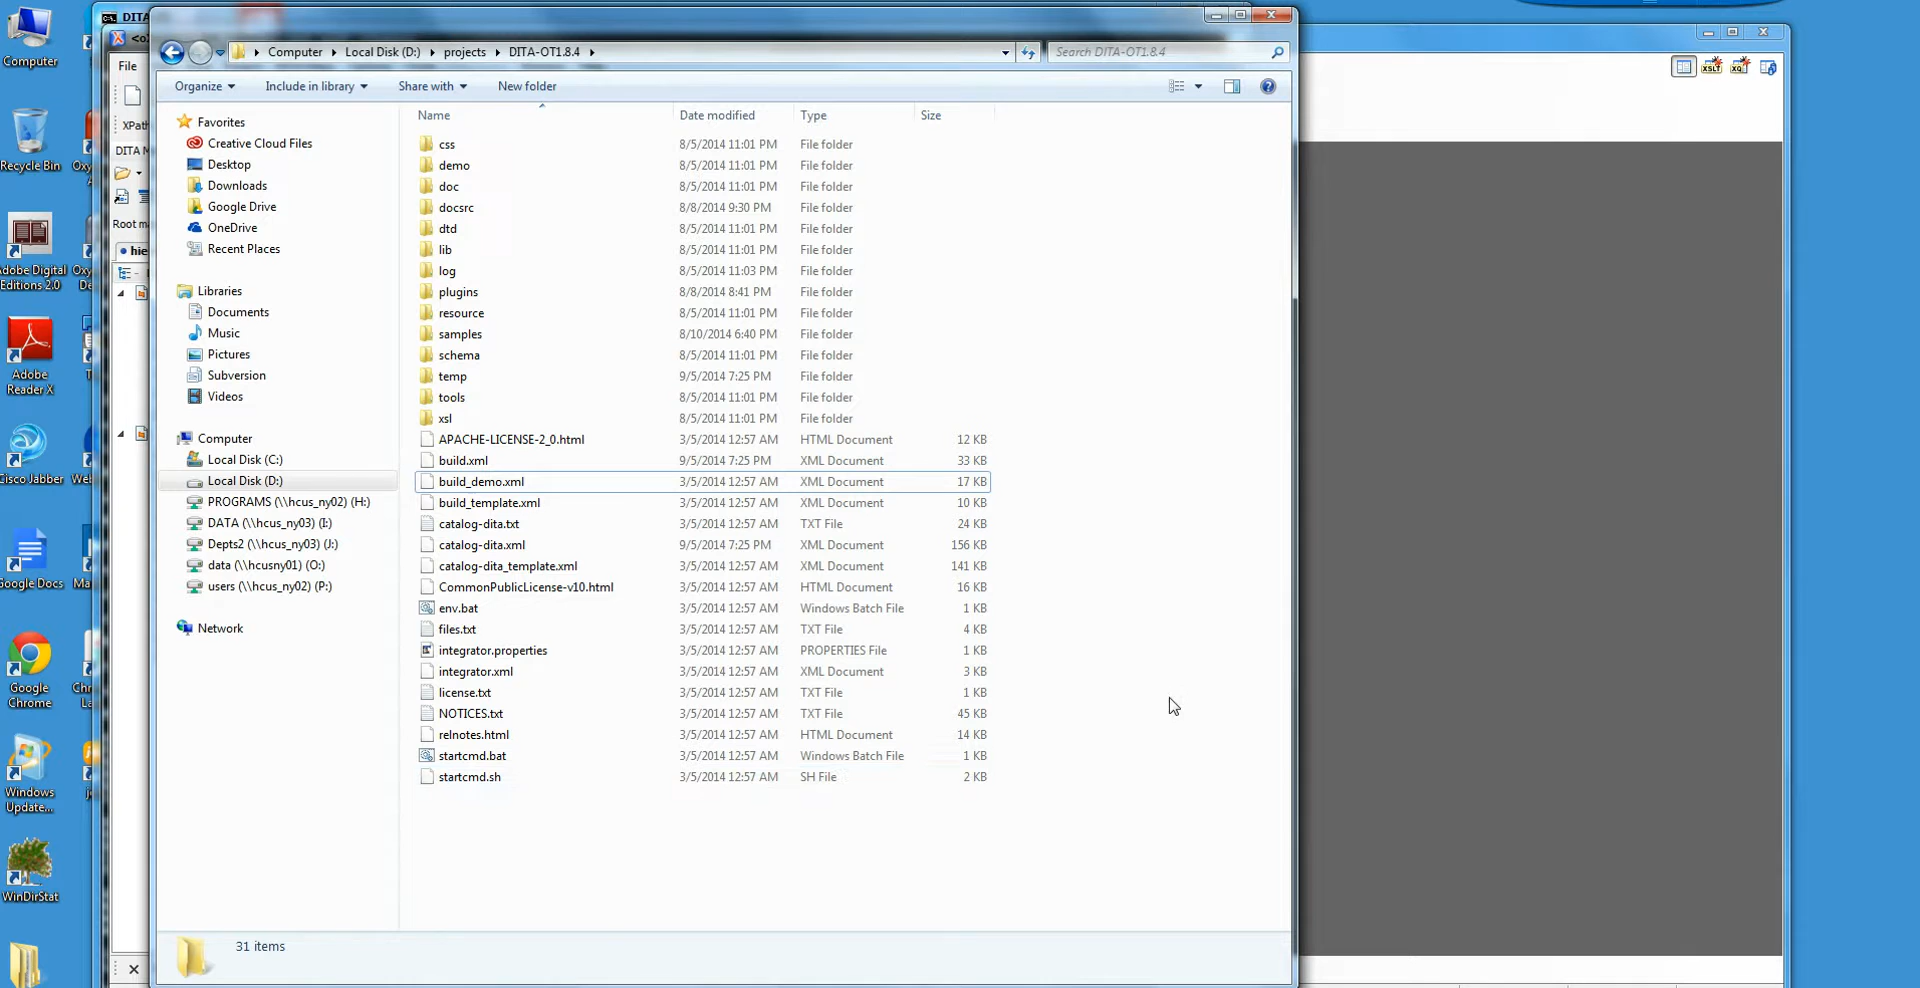 Computer
Recycle Bin
Adobe Digital
Editions 2.0
Adobe
Reader X
Cisco Jabber
Google Docs
Google
Chrome
Windows
Update...
WinDirStat
File
XPath
Root ma
Computer Local Disk (D:) projects DITA-OT1.8.4
Search DITA-OT1.8.4
Organize Include in library Share with New folder
Favorites
Creative Cloud Files
Desktop
Downloads
Google Drive
OneDrive
Recent Places
Libraries
Documents
Music
Pictures
Subversion
Videos
Computer
Local Disk (C:)
Local Disk (D:)
PROGRAMS (\\hcus_ny02) (H:)
DATA (\\hcus_ny03) (I:)
Depts2 (\\hcus_ny03) (J:)
data (\\hcusny01) (O:)
users (\\hcus_ny02) (P:)
Network
Name Date modified Type Size
css 8/5/2014 11:01 PM File folder
demo 8/5/2014 11:01 PM File folder
doc 8/5/2014 11:01 PM File folder
docsrc 8/8/2014 9:30 PM File folder
dtd 8/5/2014 11:01 PM File folder
lib 8/5/2014 11:01 PM File folder
log 8/5/2014 11:03 PM File folder
plugins 8/8/2014 8:41 PM File folder
resource 8/5/2014 11:01 PM File folder
samples 8/10/2014 6:40 PM File folder
schema 8/5/2014 11:01 PM File folder
temp 9/5/2014 7:25 PM File folder
tools 8/5/2014 11:01 PM File folder
xsl 8/5/2014 11:01 PM File folder
APACHE-LICENSE-2_0.html 3/5/2014 12:57 AM HTML Document 12 KB
build.xml 9/5/2014 7:25 PM XML Document 33 KB
build_demo.xml 3/5/2014 12:57 AM XML Document 17 KB
build_template.xml 3/5/2014 12:57 AM XML Document 10 KB
catalog-dita.txt 3/5/2014 12:57 AM TXT File 24 KB
catalog-dita.xml 9/5/2014 7:25 PM XML Document 156 KB
catalog-dita_template.xml 3/5/2014 12:57 AM XML Document 141 KB
CommonPublicLicense-v10.html 3/5/2014 12:57 AM HTML Document 16 KB
env.bat 3/5/2014 12:57 AM Windows Batch File 1 KB
files.txt 3/5/2014 12:57 AM TXT File 4 KB
integrator.properties 3/5/2014 12:57 AM PROPERTIES File 1 KB
integrator.xml 3/5/2014 12:57 AM XML Document 3 KB
license.txt 3/5/2014 12:57 AM TXT File 1 KB
NOTICES.txt 3/5/2014 12:57 AM TXT File 45 KB
relnotes.html 3/5/2014 12:57 AM HTML Document 14 KB
startcmd.bat 3/5/2014 12:57 AM Windows Batch File 1 KB
startcmd.sh 3/5/2014 12:57 AM SH File 2 KB
31 items